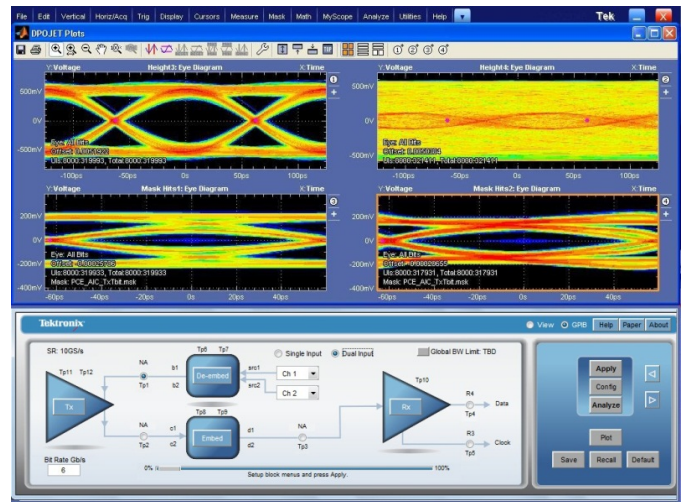 File Edit Vertical Horiz/Acq Trig Display Cursors Measure Mask Math MyScope Analyze Utilities Help Tek
DPOJET Plots
Y:Voltage Height3: Eye Diagram X:Time
500mV
0V
-500mV
Eye: All Bits
UIs:8000:319993, Total:319993
-100ps -50ps 0s 50ps 100ps
1
Y:Voltage Height4: Eye Diagram X:Time
500mV
0V
-500mV
Eye: All Bits
-100ps -50ps 0s 50ps 100ps
2
Y:Voltage Mask Hits1: Eye Diagram X:Time
200mV
0V
-200mV
-400mV
Eye: All Bits
UIs:8000:319933, Total:319933
Mask: PCE_AIC_TxTbit.msk
-60ps -40ps -20ps 0s 20ps 40ps
3
Y:Voltage Mask Hits2: Eye Diagram X:Time
200mV
0V
-200mV
-400mV
Eye: All Bits
UIs:8000:317931, Total:317931
Mask: PCE_AIC_TxTbit.msk
-60ps -40ps -20ps 0s 20ps 40ps
4
Tektronix View GPIB Help Paper About
SR: 10GS/s
Tp11 Tp12
Tx
Bit Rate Gb/s
6
NA
Tp1
NA
Tp2
Tp6 Tp7
b1
b2
De-embed
src1
src2
Single Input Dual Input
Ch 1
Ch 2
Tp8 Tp9
c1
c2
Embed
d1
d2
NA
Tp3
Global BW Limit: TBD
Tp10
Rx
R4
Tp4
Data
R3
Tp5
Clock
0% 100%
Setup block menus and press Apply.
Apply
Config
Analyze
Plot
Save Recall Default